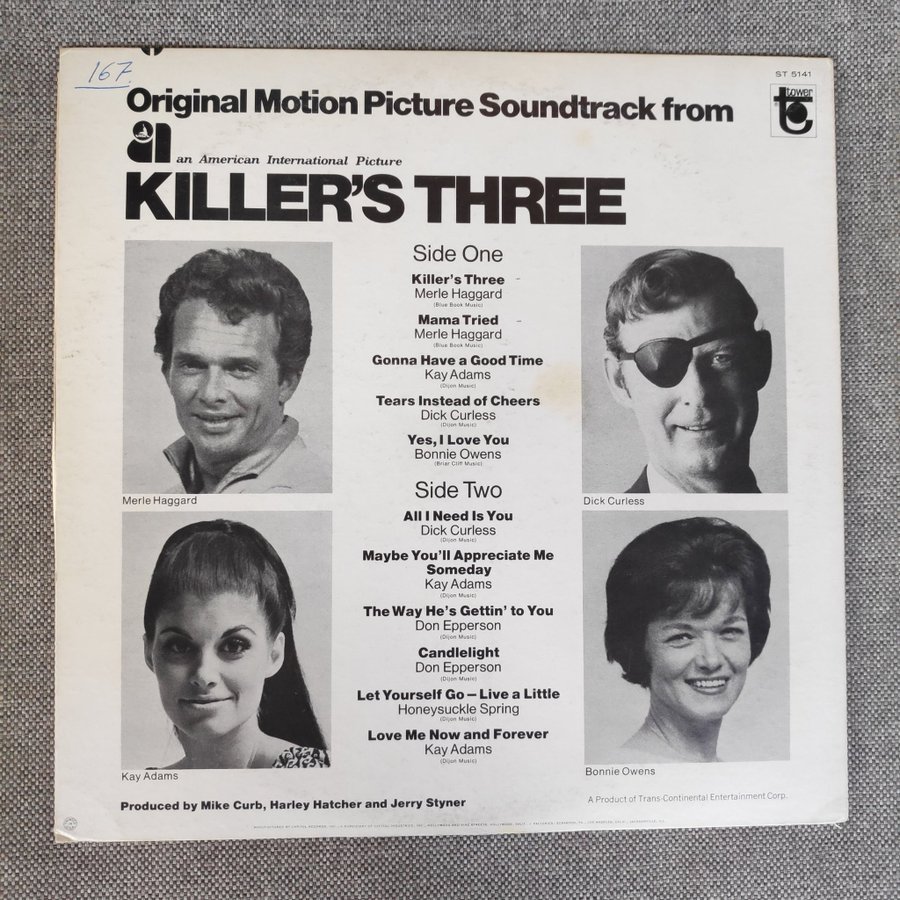 167.
ST 5141
tower
Original Motion Picture Soundtrack from
an American International Picture
KILLER'S THREE
Side One
Killer's Three
Merle Haggard
(Blue Book Music)
Mama Tried
Merle Haggard
(Blue Book Music)
Gonna Have a Good Time
Kay Adams
(Dijon Music)
Tears Instead of Cheers
Dick Curless
(Dijon Music)
Yes, I Love You
Bonnie Owens
(Briar Cliff Music)
Side Two
All I Need Is You
Dick Curless
(Dijon Music)
Maybe You'll Appreciate Me
Someday
Kay Adams
(Dijon Music)
The Way He's Gettin' to You
Don Epperson
(Dijon Music)
Candlelight
Don Epperson
(Dijon Music)
Let Yourself Go – Live a Little
Honeysuckle Spring
(Dijon Music)
Love Me Now and Forever
Kay Adams
(Dijon Music)
Merle Haggard
Dick Curless
Kay Adams
Bonnie Owens
Produced by Mike Curb, Harley Hatcher and Jerry Styner
A Product of Trans-Continental Entertainment Corp.
MANUFACTURED BY CAPITOL RECORDS, INC.